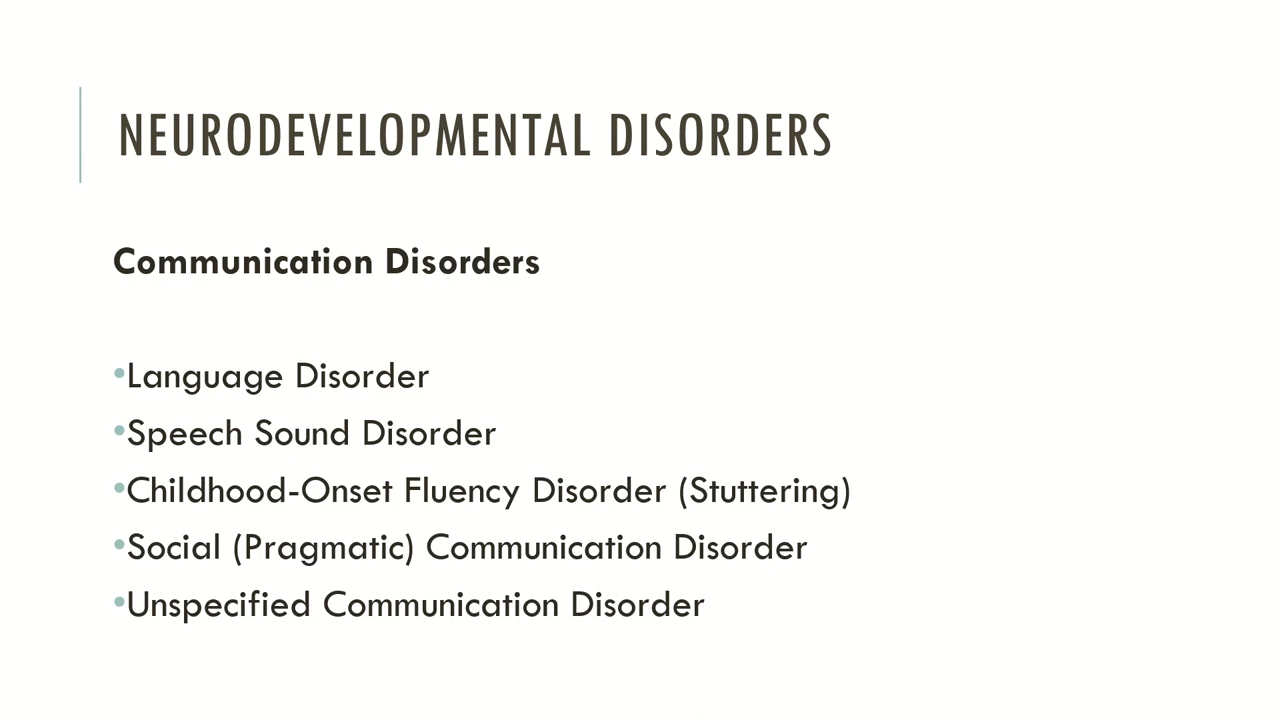 NEURODEVELOPMENTAL DISORDERS
Communication Disorders
•Language Disorder
•Speech Sound Disorder
•Childhood-Onset Fluency Disorder (Stuttering)
•Social (Pragmatic) Communication Disorder
•Unspecified Communication Disorder